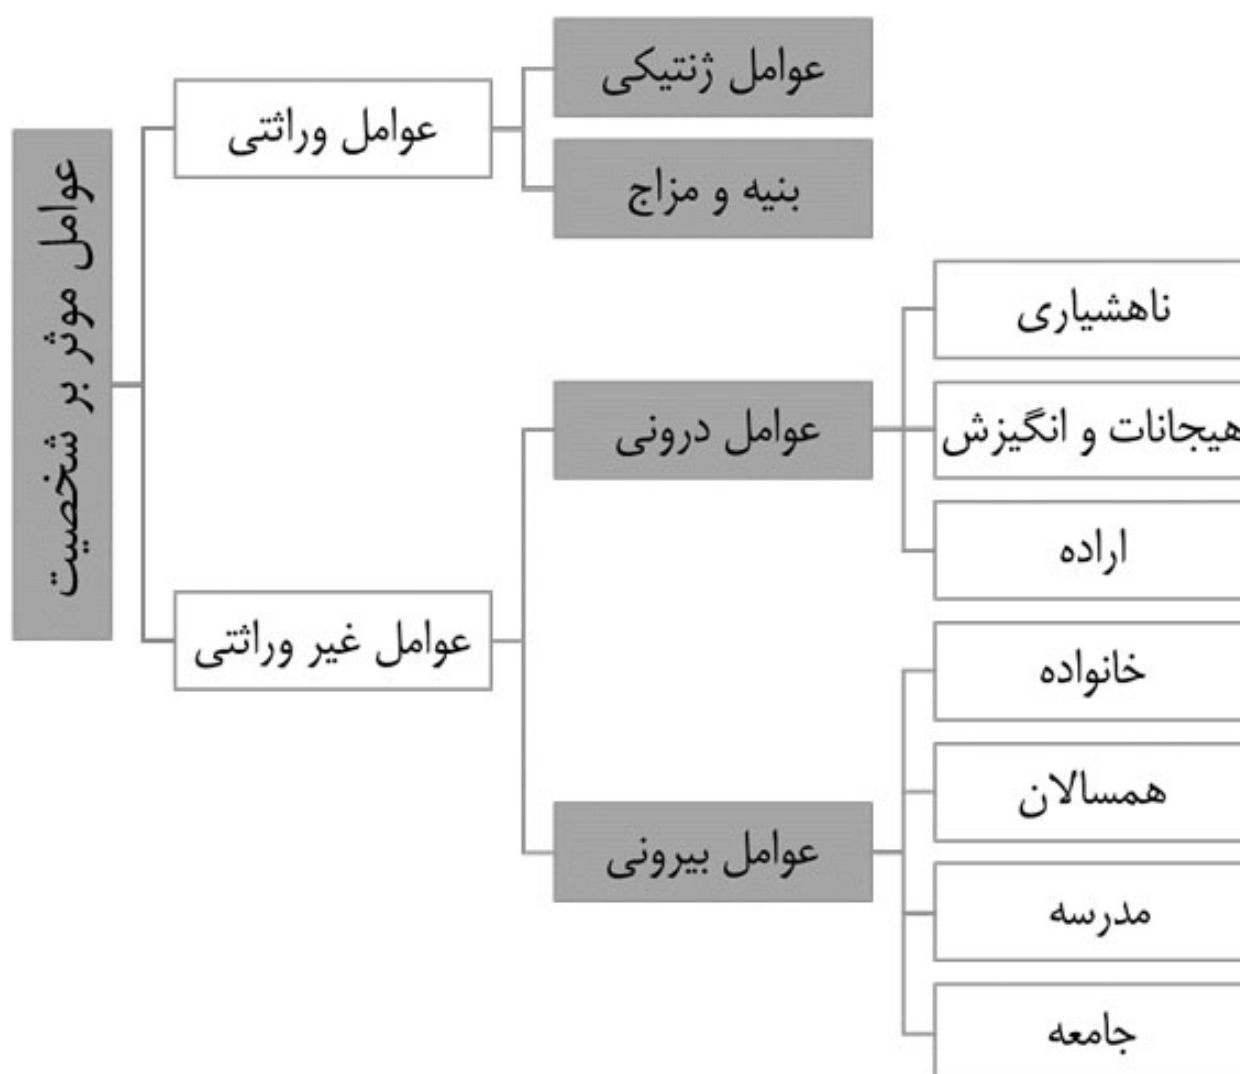 عوامل موثر بر شخصیت
عوامل وراثتی
عوامل ژنتیکی
بنیه و مزاج
عوامل غیر وراثتی
عوامل درونی
ناهشیاری
هیجانات و انگیزش
اراده
عوامل بیرونی
خانواده
همسالان
مدرسه
جامعه